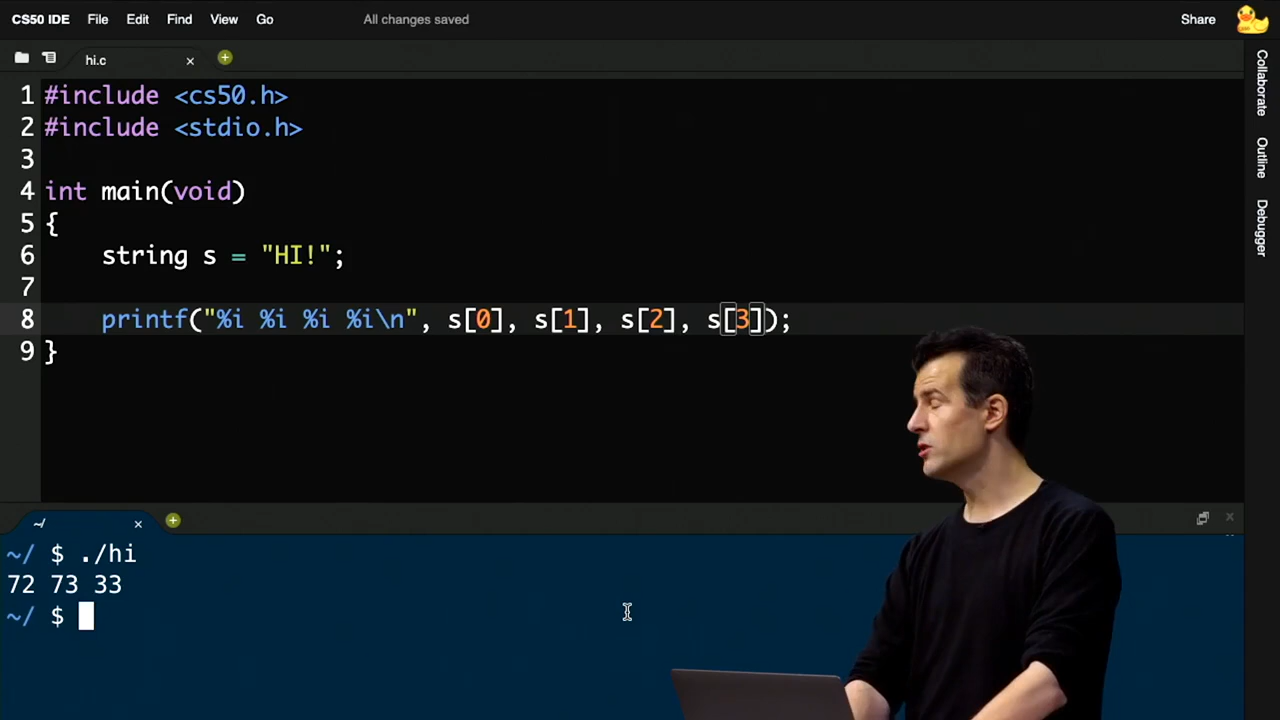 CS50 IDE File Edit Find View Go All changes saved Share
hi.c
1 #include <cs50.h>
2 #include <stdio.h>
3
4 int main(void)
5 {
6     string s = "HI!";
7
8     printf("%i %i %i %i\n", s[0], s[1], s[2], s[3]);
9 }
Collaborate
Outline
Debugger
~/
~/ $ ./hi
72 73 33
~/ $